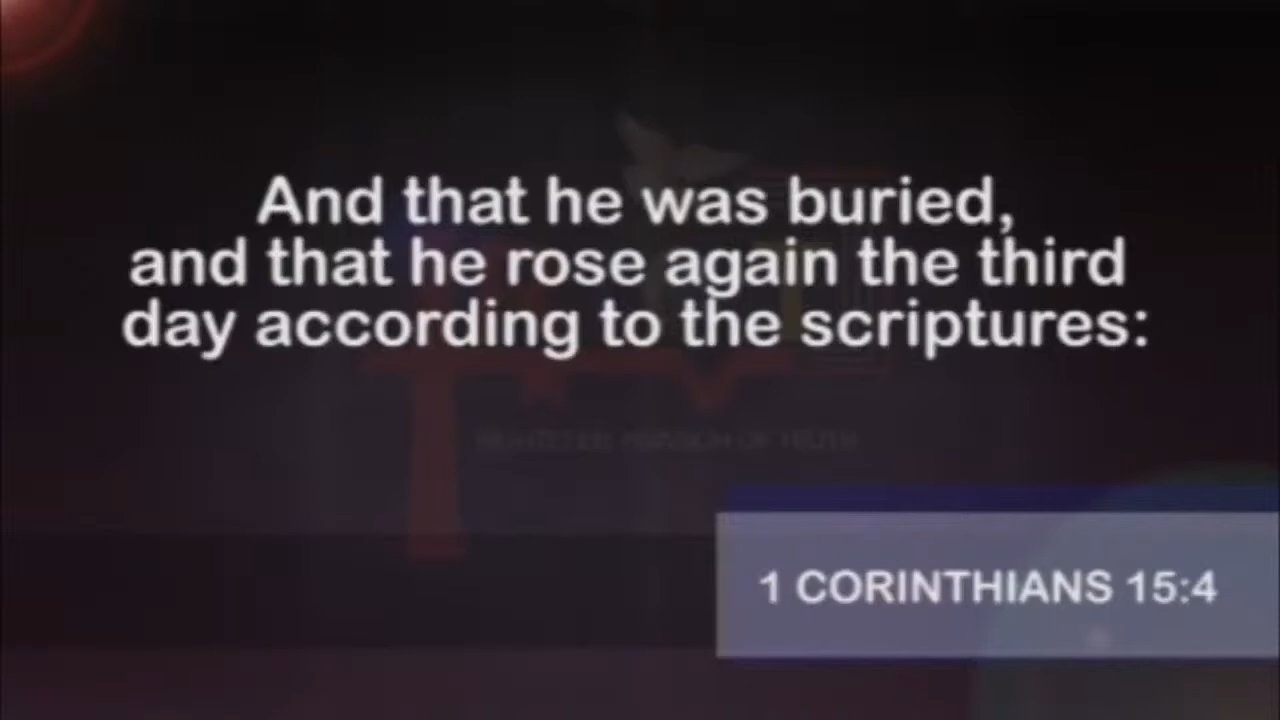 And that he was buried,
and that he rose again the third
day according to the scriptures:
1 CORINTHIANS 15:4